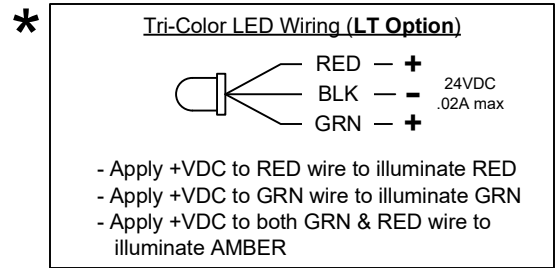 *
Tri-Color LED Wiring (LT Option)
RED – +
BLK – –
GRN – +
24VDC
.02A max
- Apply +VDC to RED wire to illuminate RED
- Apply +VDC to GRN wire to illuminate GRN
- Apply +VDC to both GRN & RED wire to
illuminate AMBER